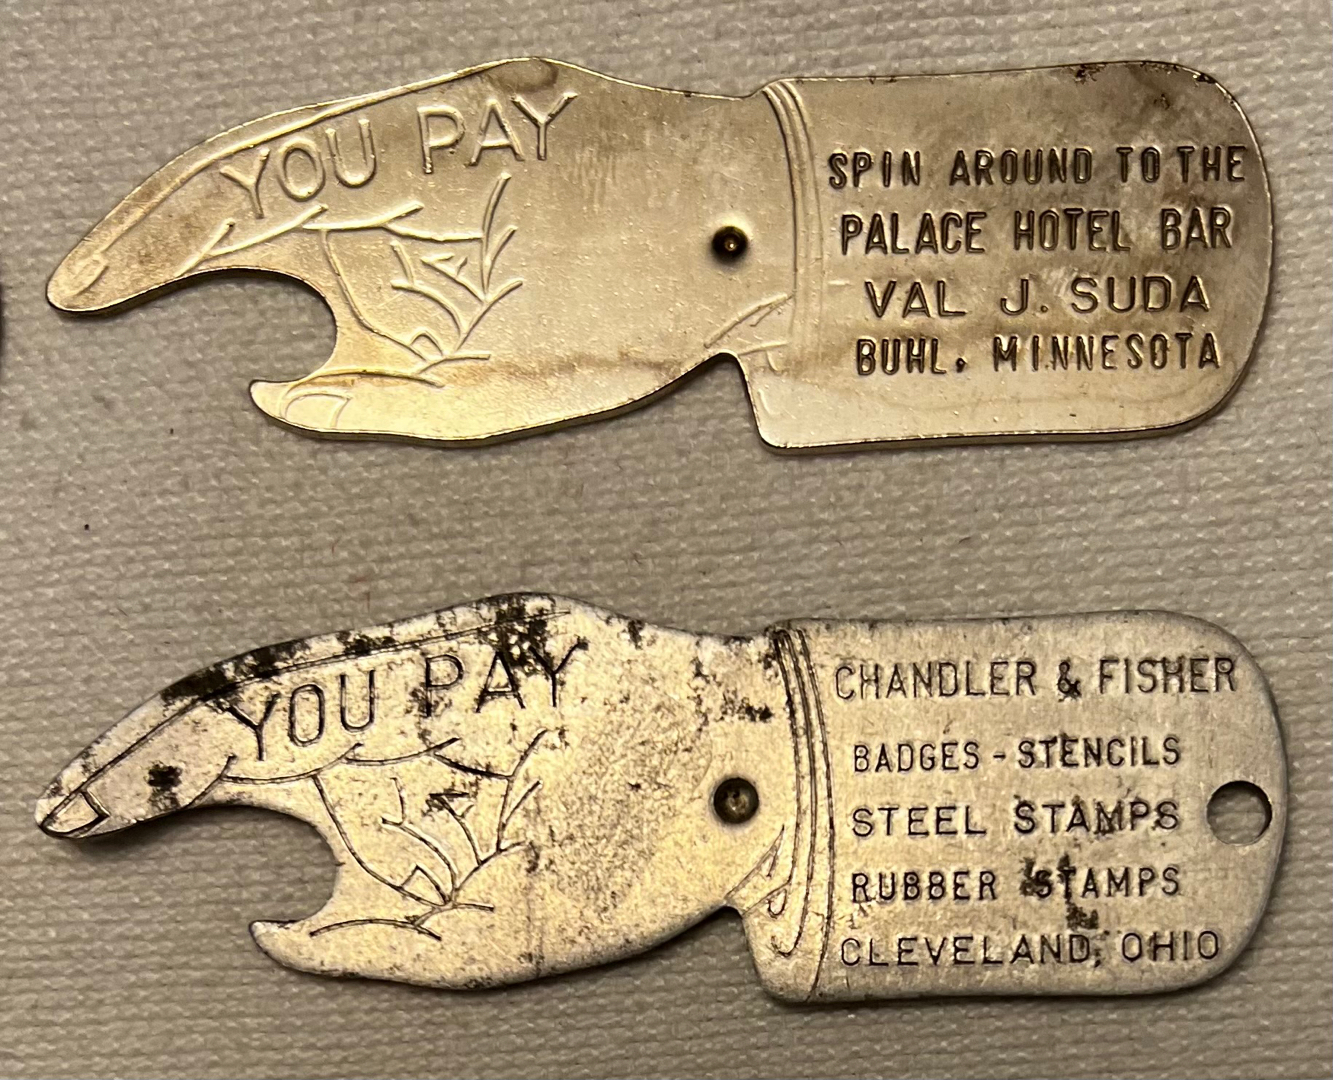 YOU PAY
SPIN AROUND TO THE
PALACE HOTEL BAR
VAL J. SUDA
BUHL, MINNESOTA
YOU PAY
CHANDLER & FISHER
BADGES - STENCILS
STEEL STAMPS
RUBBER STAMPS
CLEVELAND, OHIO